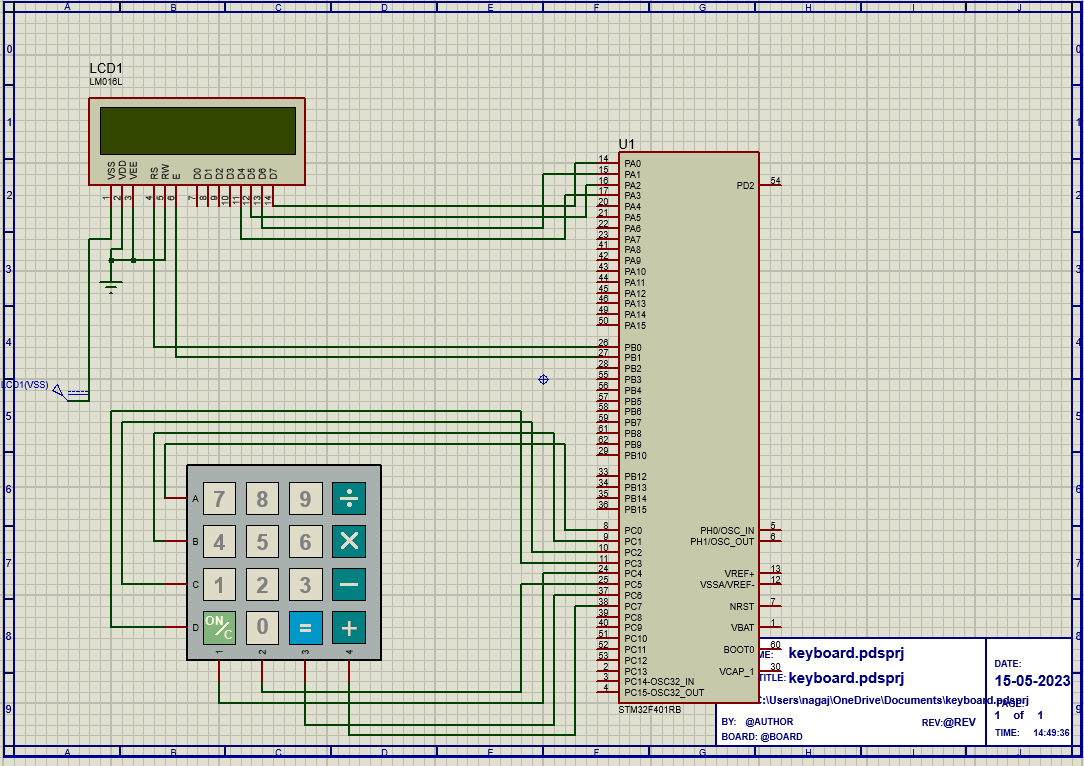 A B C D E F G H I J
0 0
LCD1
LM016L
1 1
VSS VDD VEE RS RW E D0 D1 D2 D3 D4 D5 D6 D7
1 2 3 4 5 6 7 8 9 10 11 12 13 14
U1
14 PA0
15 PA1
16 PA2 PD2 54
17 PA3
2 2
20 PA4
21 PA5
22 PA6
23 PA7
41 PA8
42 PA9
3 3
43 PA10
44 PA11
45 PA12
46 PA13
49 PA14
50 PA15
4 4
26 PB0
27 PB1
28 PB2
55 PB3
LCD1(VSS)
56 PB4
57 PB5
5 5
58 PB6
59 PB7
61 PB8
62 PB9
29 PB10
33 PB12
34 PB13
6 6
35 PB14
36 PB15
A 7 8 9 ÷
8 PC0 PH0/OSC_IN 5
9 PC1 PH1/OSC_OUT 6
B 4 5 6 ×
10 PC2
7 7
11 PC3
24 PC4 VREF+ 13
25 PC5 VSSA/VREF- 12
C 1 2 3 −
37 PC6
38 PC7 NRST 7
39 PC8
40 PC9 VBAT 1
D ON/C 0 = +
8 8
51 PC10
52 PC11 BOOT0 60
53 PC12
2 PC13 VCAP_1 30
3 PC14-OSC32_IN
4 PC15-OSC32_OUT
1 2 3 4
STM32F401RB
9 9
ME: keyboard.pdsprj
DATE:
TITLE: keyboard.pdsprj
15-05-2023
C:\Users\nagaj\OneDrive\Documents\keyboard.pdsprj
PAGE:
1 of 1
BY: @AUTHOR REV:@REV
BOARD: @BOARD
TIME: 14:49:36
A B C D E F G H I J